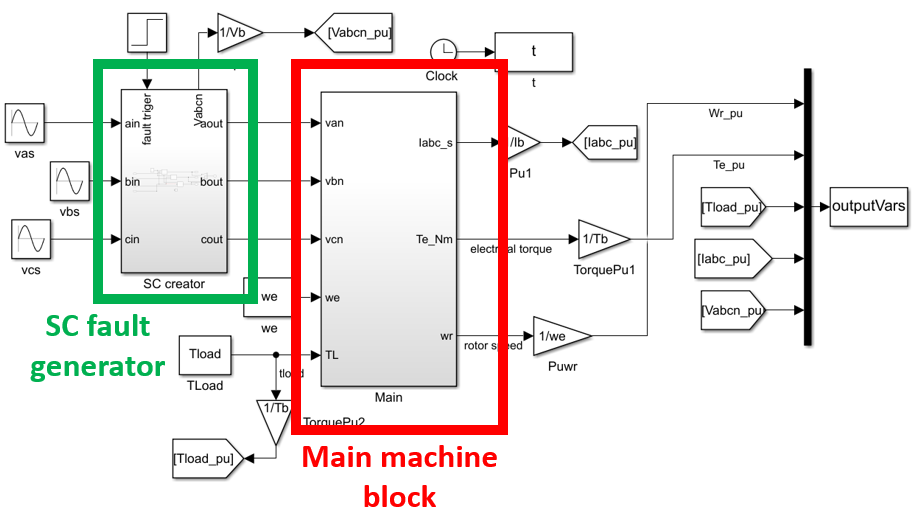 1/Vb
[Vabcn_pu]
Clock
t
t
fault triger
Vabcn
vas
ain
aout
van
vbs
bin
bout
vbn
vcs
cin
cout
vcn
SC creator
we
we
we
SC fault
generator
Tload
TLoad
tload
TL
1/Tb
TorquePu2
[Tload_pu]
Iabc_s
/Ib
Pu1
[Iabc_pu]
Te_Nm
electrical torque
1/Tb
TorquePu1
wr
rotor speed
1/we
Puwr
Main
Main machine
block
Wr_pu
Te_pu
[Tload_pu]
[Iabc_pu]
[Vabcn_pu]
outputVars